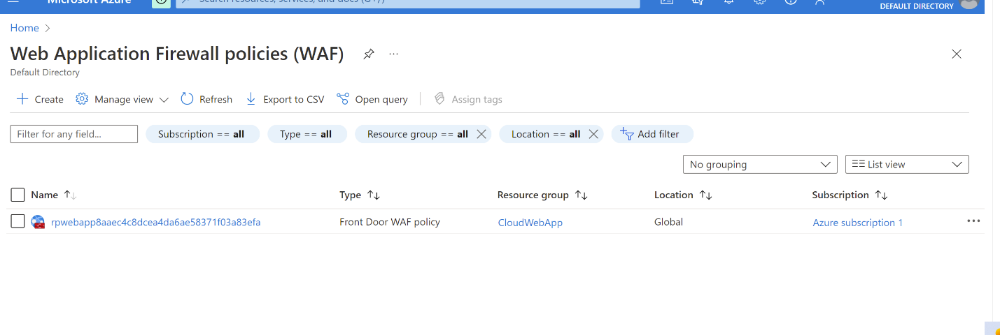 Microsoft Azure
Search resources, services, and docs (G+/)
DEFAULT DIRECTORY
Home
Web Application Firewall policies (WAF)
Default Directory
Create Manage view Refresh Export to CSV Open query Assign tags
Filter for any field... Subscription == all Type == all Resource group == all Location == all Add filter
No grouping List view
Name Type Resource group Location Subscription
rpwebapp8aaec4c8dcea4da6ae58371f03a83efa Front Door WAF policy CloudWebApp Global Azure subscription 1